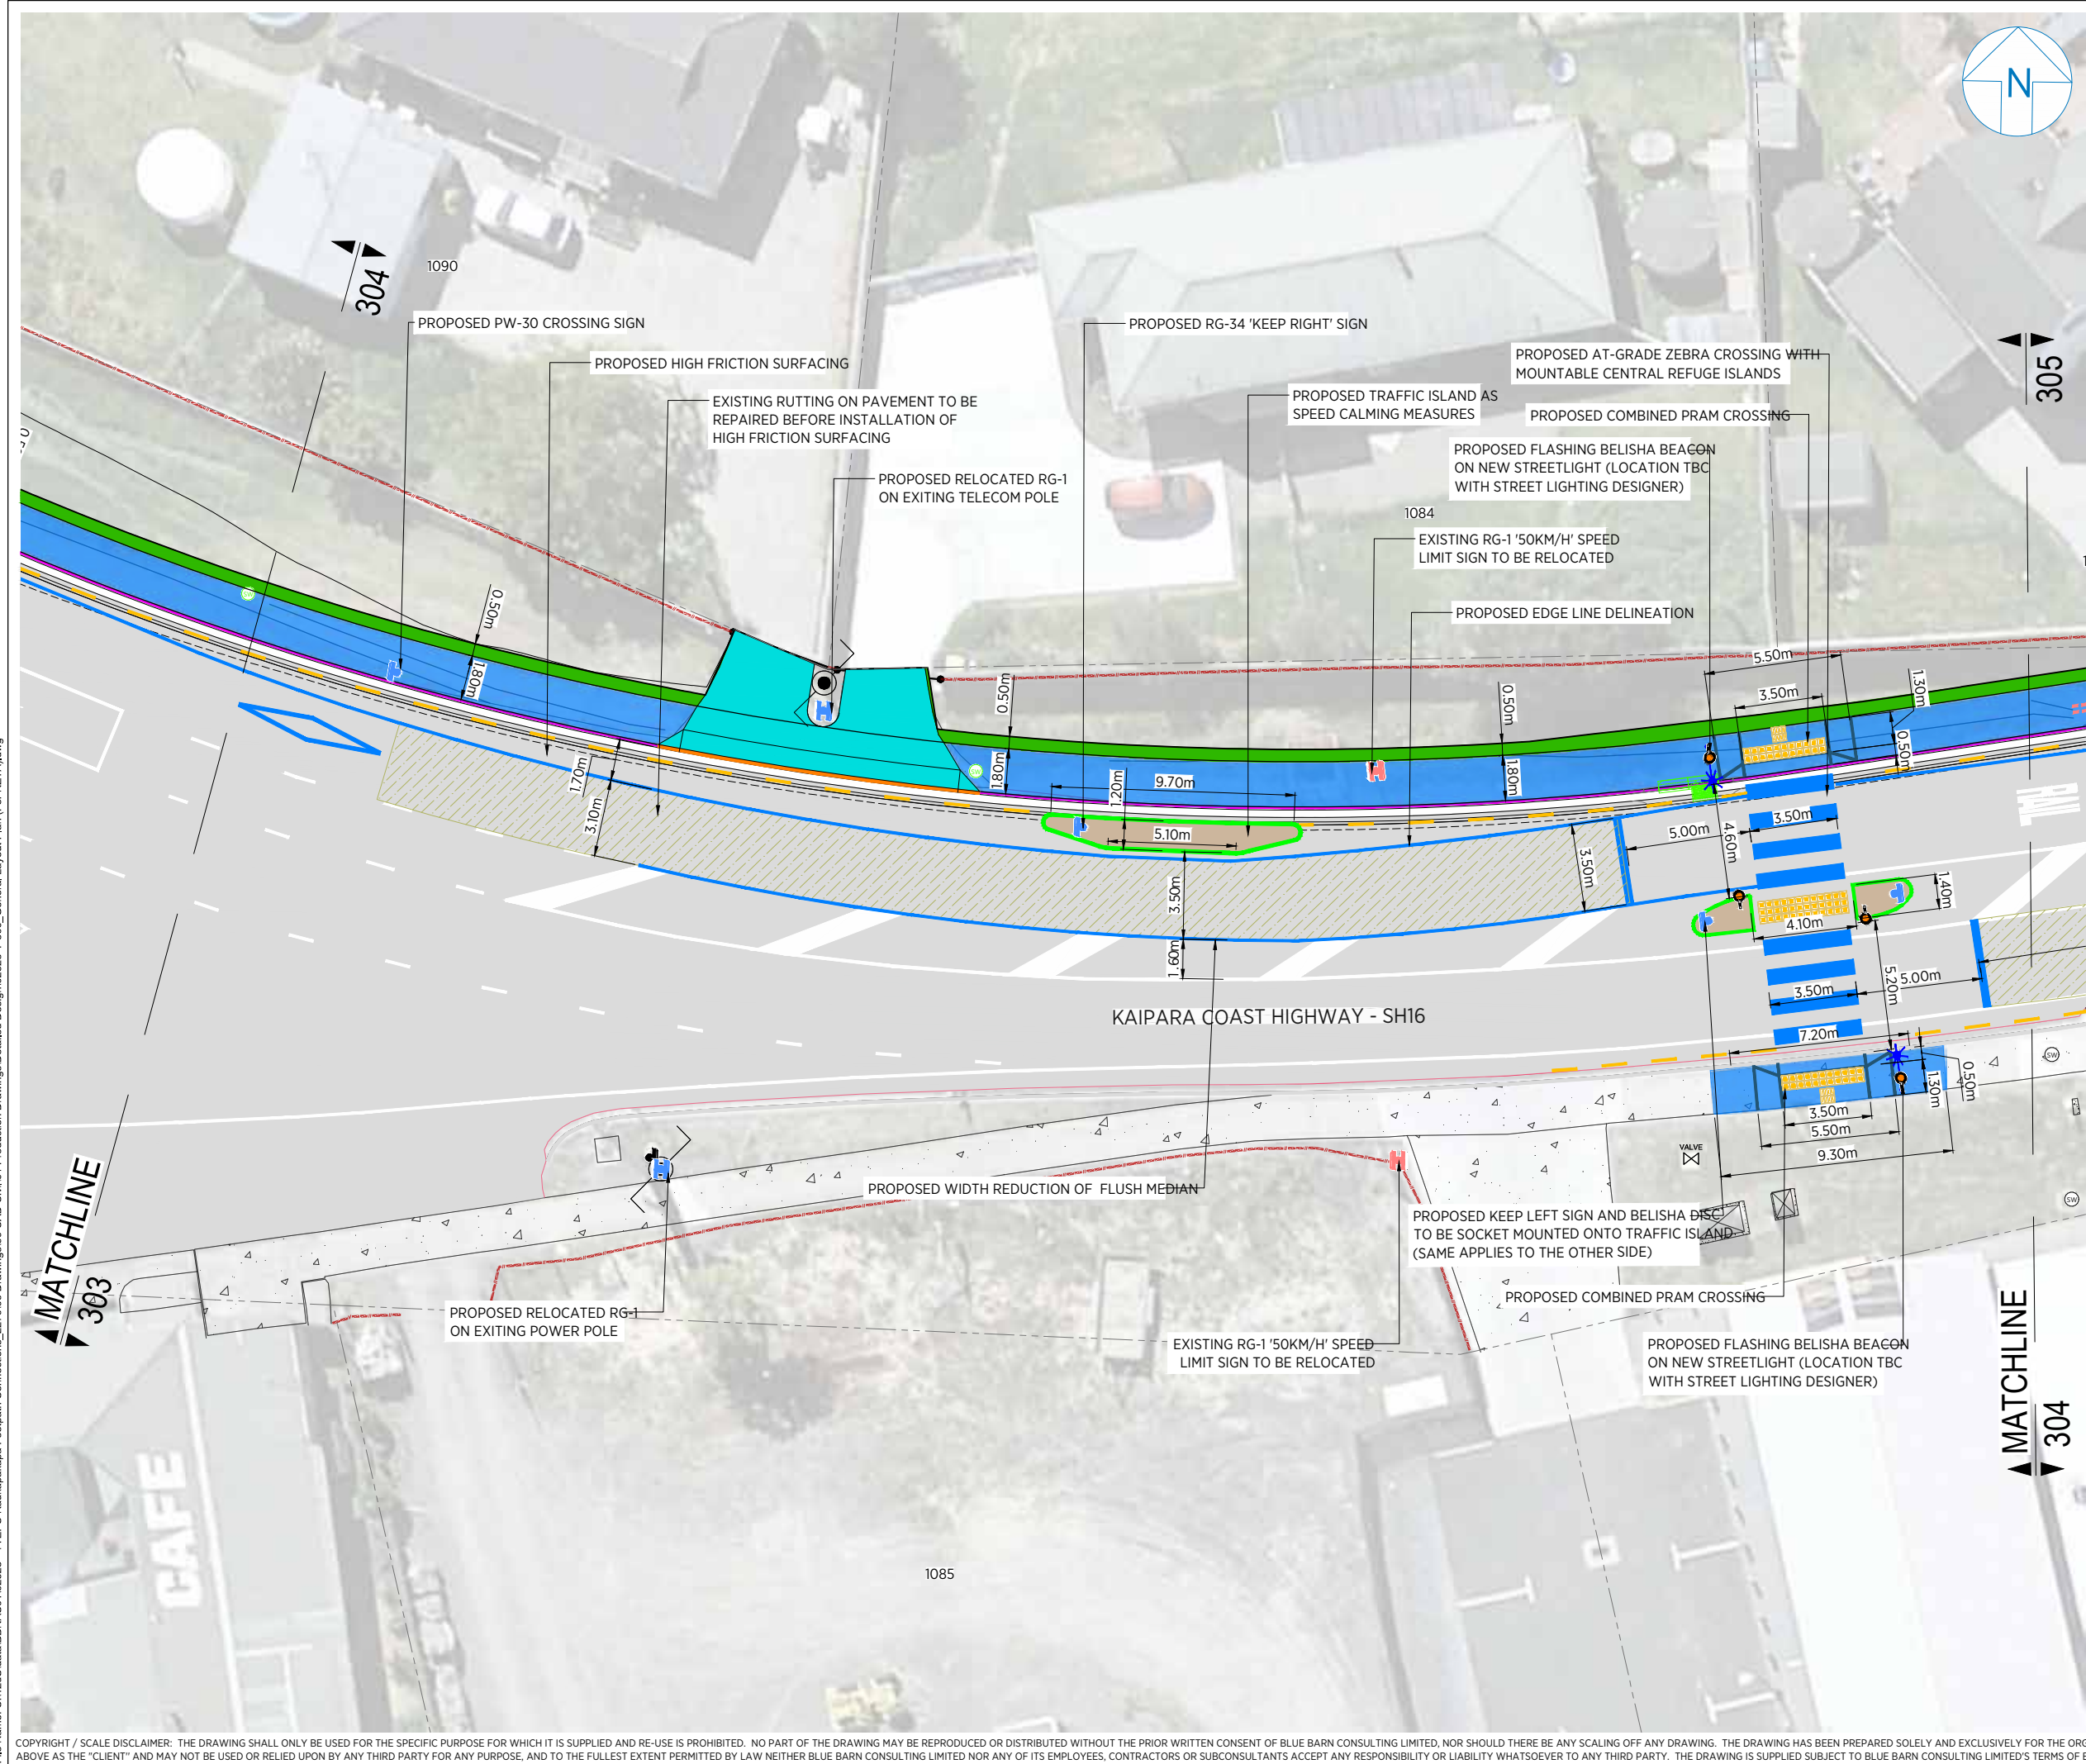 N
304
1090
PROPOSED PW-30 CROSSING SIGN
PROPOSED RG-34 'KEEP RIGHT' SIGN
PROPOSED HIGH FRICTION SURFACING
PROPOSED AT-GRADE ZEBRA CROSSING WITH
MOUNTABLE CENTRAL REFUGE ISLANDS
305
EXISTING RUTTING ON PAVEMENT TO BE
REPAIRED BEFORE INSTALLATION OF
HIGH FRICTION SURFACING
PROPOSED TRAFFIC ISLAND AS
SPEED CALMING MEASURES
PROPOSED COMBINED PRAM CROSSING
PROPOSED FLASHING BELISHA BEACON
ON NEW STREETLIGHT (LOCATION TBC
WITH STREET LIGHTING DESIGNER)
PROPOSED RELOCATED RG-1
ON EXITING TELECOM POLE
1084
EXISTING RG-1 '50KM/H' SPEED
LIMIT SIGN TO BE RELOCATED
PROPOSED EDGE LINE DELINEATION
0.50m
1.80m
1.70m
3.10m
0.50m
1.80m
9.70m
1.20m
5.10m
3.50m
1.60m
0.50m
1.80m
3.50m
5.50m
3.50m
1.30m
0.50m
5.00m
3.50m
4.60m
4.10m
1.40m
3.50m
5.20m
5.00m
7.20m
1.30m
0.50m
3.50m
5.50m
9.30m
KAIPARA COAST HIGHWAY - SH16
SW
VALVE
SW
PROPOSED WIDTH REDUCTION OF FLUSH MEDIAN
PROPOSED KEEP LEFT SIGN AND BELISHA DISC
TO BE SOCKET MOUNTED ONTO TRAFFIC ISLAND
(SAME APPLIES TO THE OTHER SIDE)
MATCHLINE
303
PROPOSED COMBINED PRAM CROSSING
PROPOSED RELOCATED RG-1
ON EXITING POWER POLE
EXISTING RG-1 '50KM/H' SPEED
LIMIT SIGN TO BE RELOCATED
PROPOSED FLASHING BELISHA BEACON
ON NEW STREETLIGHT (LOCATION TBC
WITH STREET LIGHTING DESIGNER)
MATCHLINE
304
CAFE
1085
COPYRIGHT / SCALE DISCLAIMER: THE DRAWING SHALL ONLY BE USED FOR THE SPECIFIC PURPOSE FOR WHICH IT IS SUPPLIED AND RE-USE IS PROHIBITED. NO PART OF THE DRAWING MAY BE REPRODUCED OR DISTRIBUTED WITHOUT THE PRIOR WRITTEN CONSENT OF BLUE BARN CONSULTING LIMITED, NOR SHOULD THERE BE ANY SCALING OFF ANY DRAWING. THE DRAWING HAS BEEN PREPARED SOLELY AND EXCLUSIVELY FOR THE
ABOVE AS THE "CLIENT" AND MAY NOT BE USED OR RELIED UPON BY ANY THIRD PARTY FOR ANY PURPOSE, AND TO THE FULLEST EXTENT PERMITTED BY LAW NEITHER BLUE BARN CONSULTING LIMITED NOR ANY OF ITS EMPLOYEES, CONTRACTORS OR SUBCONSULTANTS ACCEPT ANY RESPONSIBILITY OR LIABILITY WHATSOEVER TO ANY THIRD PARTY. THE DRAWING IS SUPPLIED SUBJECT TO BLUE BARN CONSULTING LIMITED'S TERMS